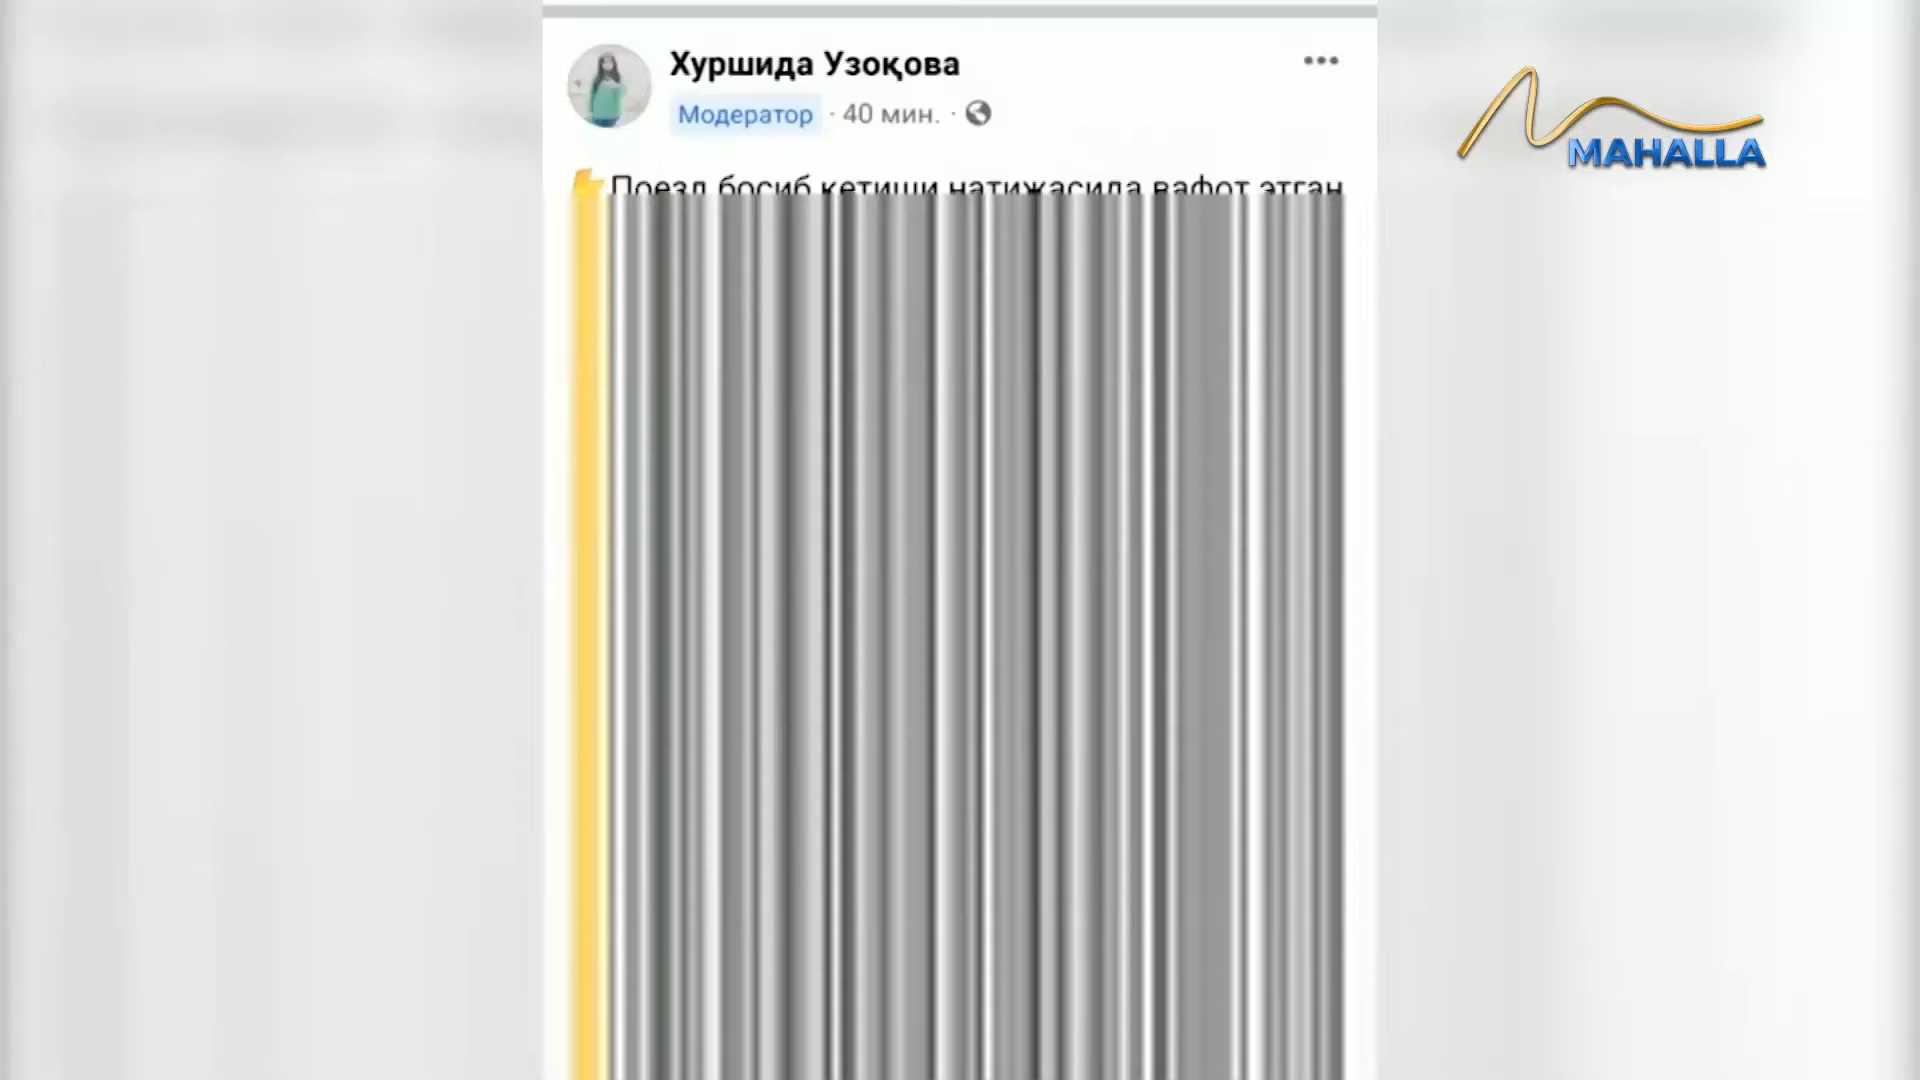 Хуршида Узоқова
Модератор · 40 мин. ·
Поезд босиб кетиши натижасида вафот этган
MAHALLA